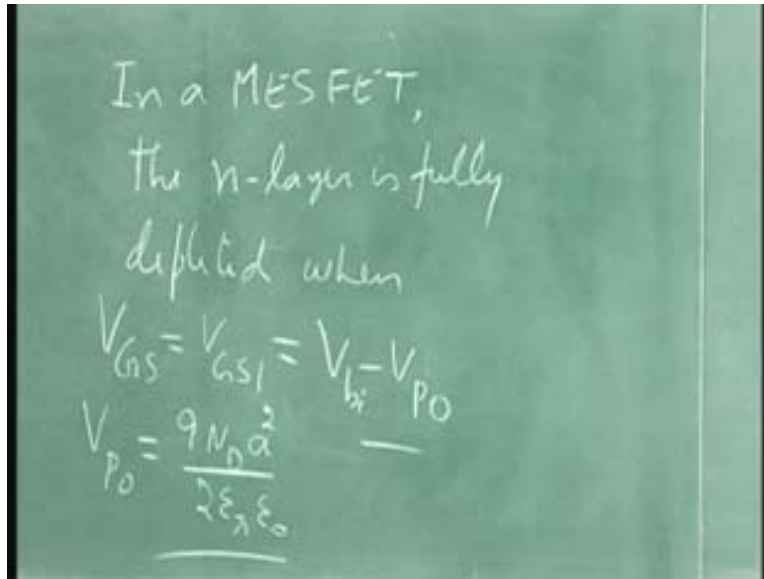 In a MESFET,
the n-layer is fully
depleted when
V_GS = V_GS1 = V_bi - V_PO
V_PO = qN_D a² / 2ε_r ε_0